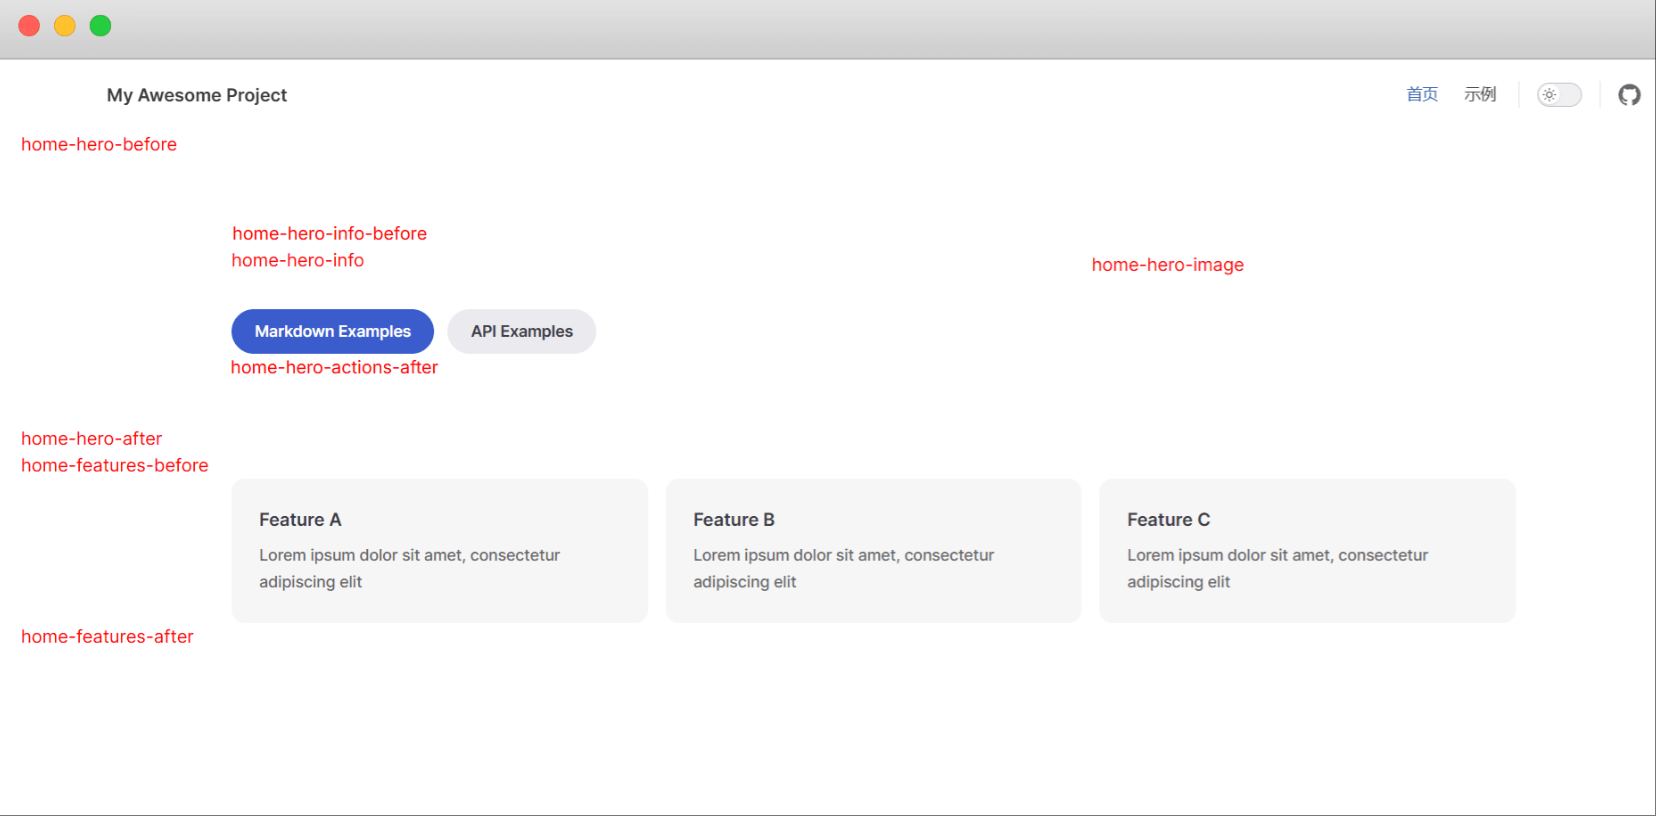 My Awesome Project
首页 示例
home-hero-before
home-hero-info-before
home-hero-info
home-hero-image
Markdown Examples API Examples
home-hero-actions-after
home-hero-after
home-features-before
Feature A
Lorem ipsum dolor sit amet, consectetur
adipiscing elit
Feature B
Lorem ipsum dolor sit amet, consectetur
adipiscing elit
Feature C
Lorem ipsum dolor sit amet, consectetur
adipiscing elit
home-features-after